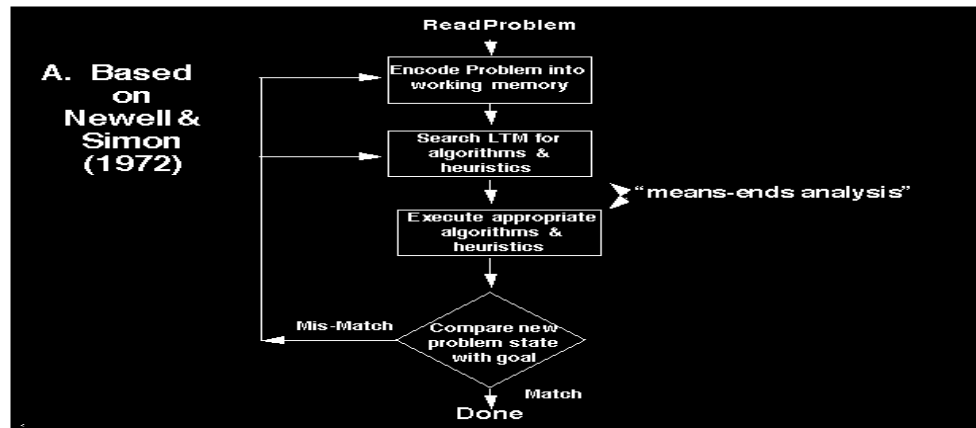 ReadProblem
A. Based
on
Newell &
Simon
(1972)
Encode Problem into
working memory
Search LTM for
algorithms &
heuristics
"means-ends analysis"
Execute appropriate
algorithms &
heuristics
Mis-Match
Compare new
problem state
with goal
Match
Done